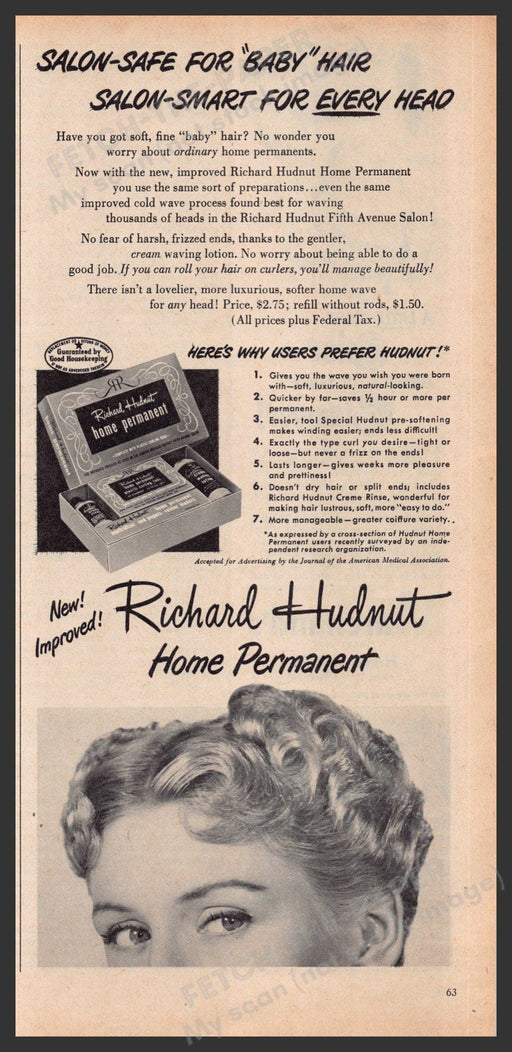 SALON-SAFE FOR "BABY" HAIR
SALON-SMART FOR EVERY HEAD
Have you got soft, fine "baby" hair? No wonder you
worry about ordinary home permanents.
Now with the new, improved Richard Hudnut Home Permanent
you use the same sort of preparations...even the same
improved cold wave process found best for waving
thousands of heads in the Richard Hudnut Fifth Avenue Salon!
No fear of harsh, frizzed ends, thanks to the gentler,
cream waving lotion. No worry about being able to do a
good job. If you can roll your hair on curlers, you'll manage beautifully!
There isn't a lovelier, more luxurious, softer home wave
for any head! Price, $2.75; refill without rods, $1.50.
(All prices plus Federal Tax.)
Guaranteed by
Good Housekeeping
Richard Hudnut
home permanent
HERE'S WHY USERS PREFER HUDNUT!*
1. Gives you the wave you wish you were born
with—soft, luxurious, natural-looking.
2. Quicker by far—saves ½ hour or more per
permanent.
3. Easier, too! Special Hudnut pre-softening
makes winding easier; ends less difficult!
4. Exactly the type curl you desire—tight or
loose—but never a frizz on the ends!
5. Lasts longer—gives weeks more pleasure
and prettiness!
6. Doesn't dry hair or split ends; includes
Richard Hudnut Creme Rinse, wonderful for
making hair lustrous, soft, more "easy to do."
7. More manageable—greater coiffure variety..
*As expressed by a cross-section of Hudnut Home
Permanent users recently surveyed by an inde-
pendent research organization.
Accepted for Advertising by the Journal of the American Medical Association.
New!
Improved!
Richard Hudnut
Home Permanent
63